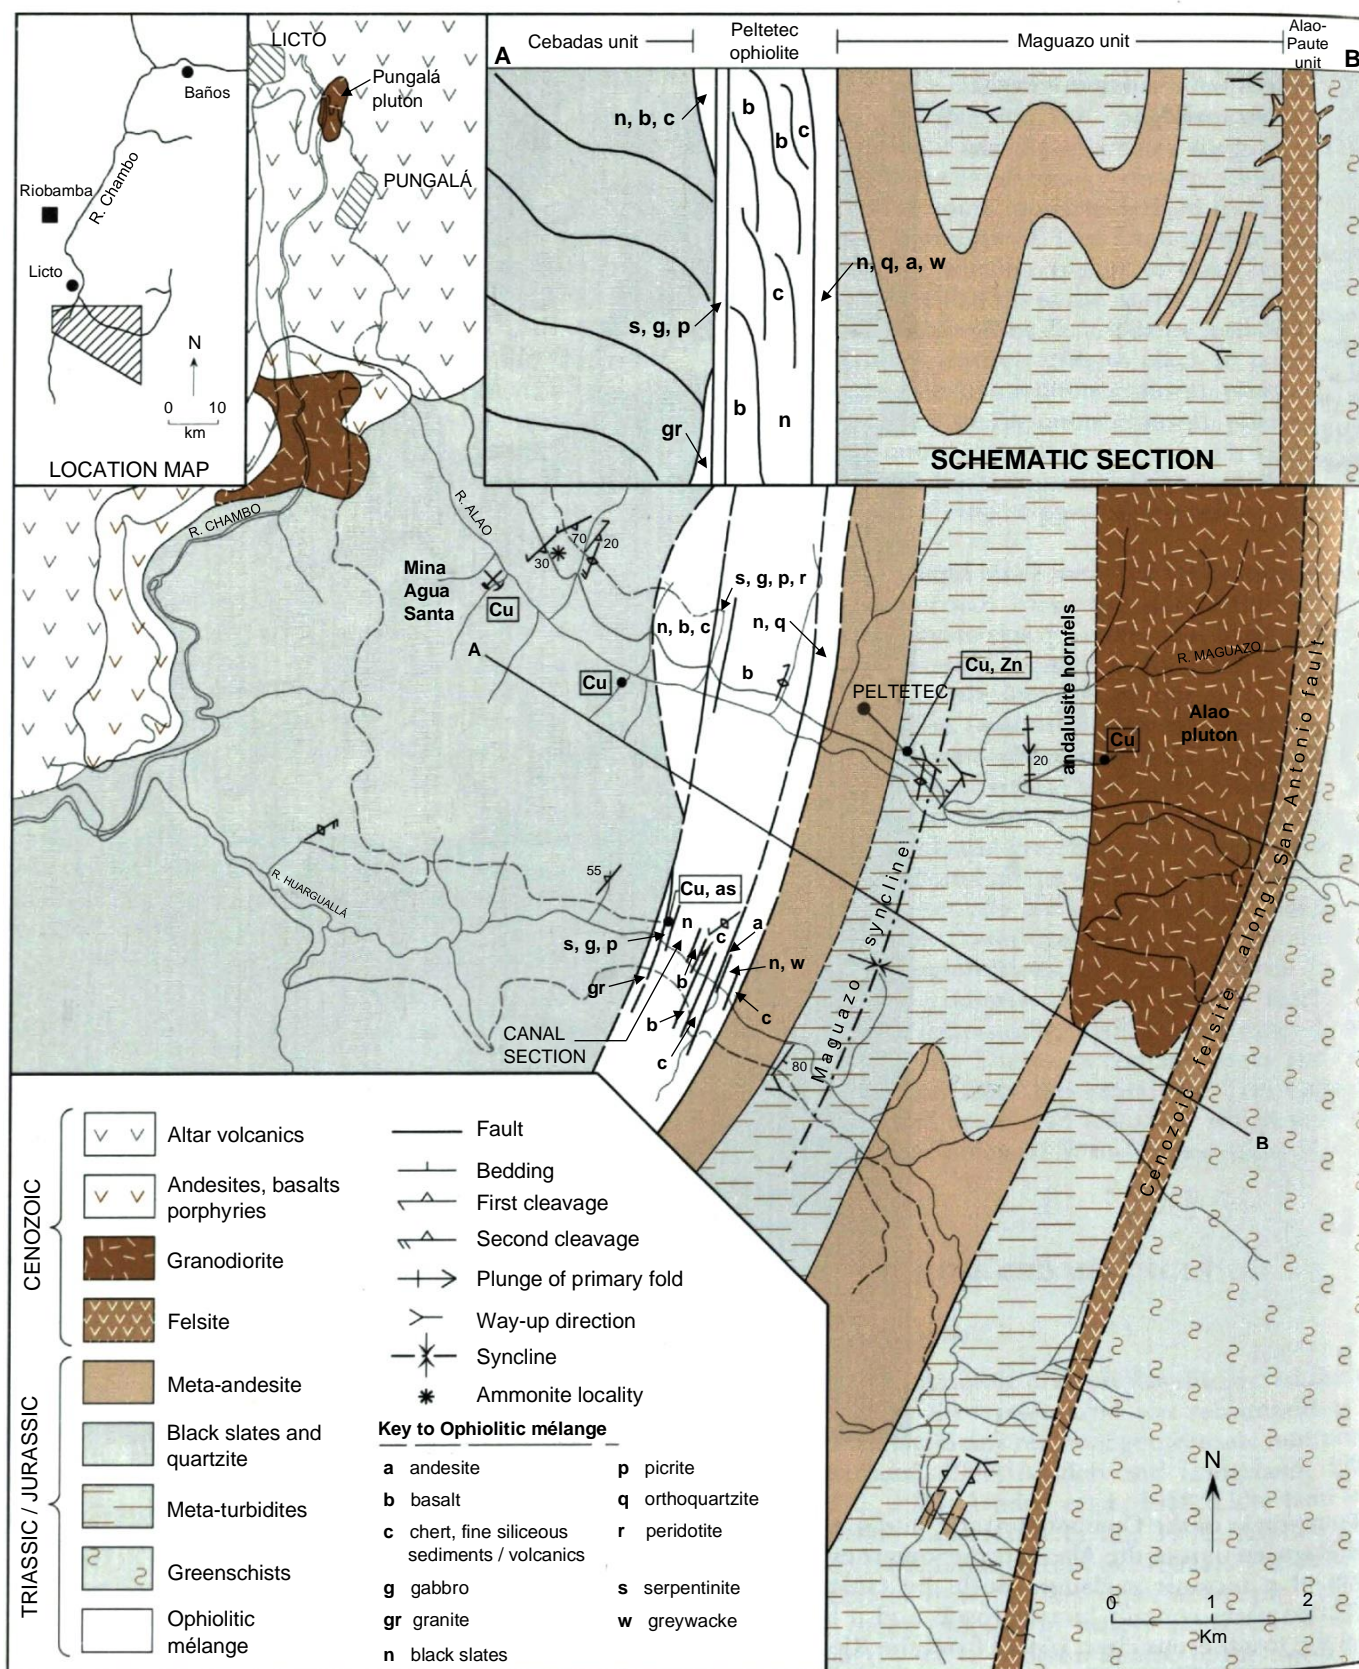 Baños
R. Chambo
Riobamba
Licto
N
0 10
km
LOCATION MAP
LICTO
Pungalá
pluton
PUNGALÁ
A
Cebadas unit
Peltetec
ophiolite
Maguazo unit
Alao-
Paute
unit
B
n, b, c
b
b
c
n, q, a, w
c
s, g, p
b
n
gr
SCHEMATIC SECTION
R. CHAMBO
R. ALAO
70
20
30
Mina
Agua
Santa
Cu
s, g, p, r
n, b, c
n, q
b
A
Cu
PELTETEC
Cu, Zn
andalusite hornfels
R. MAGUAZO
Alao
pluton
Cu
20
Cenozoic felsite along San Antonio fault
55
R. HUARGUALLÁ
Cu, as
n
c
a
s, g, p
b
n, w
gr
b
c
c
CANAL
SECTION
Maguazo syncline
80
B
CENOZOIC
Altar volcanics
Andesites, basalts
porphyries
Granodiorite
Felsite
TRIASSIC / JURASSIC
Meta-andesite
Black slates and
quartzite
Meta-turbidites
Greenschists
Ophiolitic
mélange
Fault
Bedding
First cleavage
Second cleavage
Plunge of primary fold
Way-up direction
Syncline
Ammonite locality
Key to Ophiolitic mélange
a andesite
b basalt
c chert, fine siliceous
sediments / volcanics
g gabbro
gr granite
n black slates
p picrite
q orthoquartzite
r peridotite
s serpentinite
w greywacke
N
0 1 2
Km